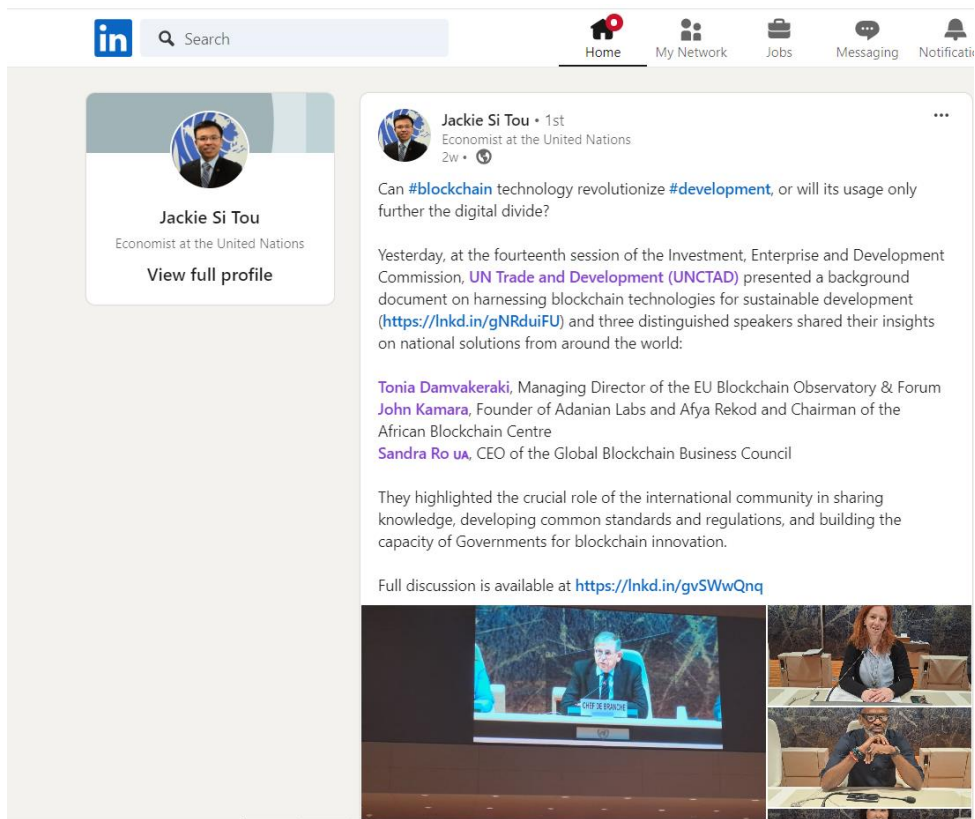 in Search
Home My Network Jobs Messaging Notificati
Jackie Si Tou
Economist at the United Nations
View full profile
Jackie Si Tou • 1st
Economist at the United Nations
2w •
Can #blockchain technology revolutionize #development, or will its usage only
further the digital divide?
Yesterday, at the fourteenth session of the Investment, Enterprise and Development
Commission, UN Trade and Development (UNCTAD) presented a background
document on harnessing blockchain technologies for sustainable development
(https://lnkd.in/gNRduiFU) and three distinguished speakers shared their insights
on national solutions from around the world:
Tonia Damvakeraki, Managing Director of the EU Blockchain Observatory & Forum
John Kamara, Founder of Adanian Labs and Afya Rekod and Chairman of the
African Blockchain Centre
Sandra Ro UA, CEO of the Global Blockchain Business Council
They highlighted the crucial role of the international community in sharing
knowledge, developing common standards and regulations, and building the
capacity of Governments for blockchain innovation.
Full discussion is available at https://lnkd.in/gvSWwQnq
CHEF DE BRANCHE